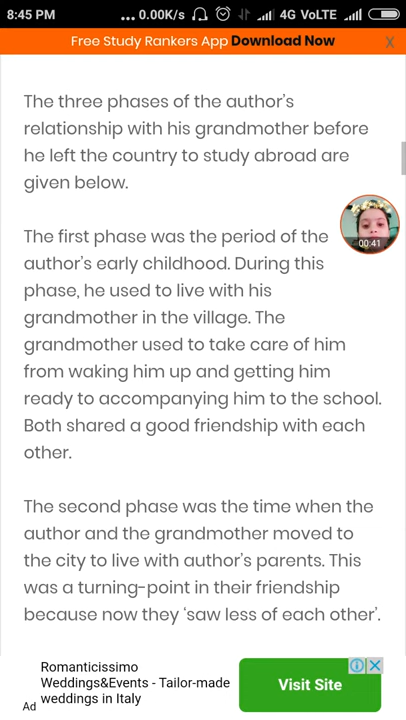 8:45 PM ... 0.00K/s 4G VoLTE
Free Study Rankers App Download Now X
The three phases of the author's
relationship with his grandmother before
he left the country to study abroad are
given below.
The first phase was the period of the
author's early childhood. During this
phase, he used to live with his
00:41
grandmother in the village. The
grandmother used to take care of him
from waking him up and getting him
ready to accompanying him to the school.
Both shared a good friendship with each
other.
The second phase was the time when the
author and the grandmother moved to
the city to live with author's parents. This
was a turning-point in their friendship
because now they 'saw less of each other'.
Romanticissimo
Weddings&Events - Tailor-made
weddings in Italy
Ad
Visit Site